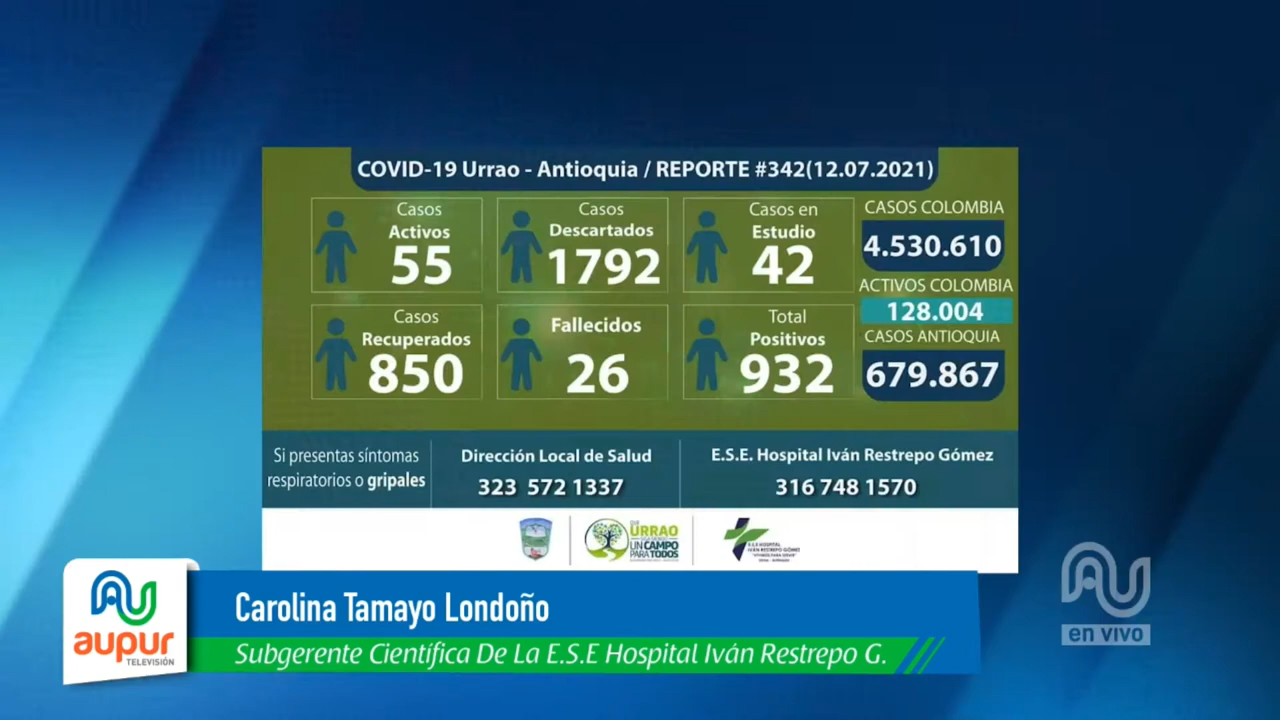 COVID-19 Urrao - Antioquia / REPORTE #342(12.07.2021)
Casos
Activos
55
Casos
Descartados
1792
Casos en
Estudio
42
Casos
Recuperados
850
Fallecidos
26
Total
Positivos
932
CASOS COLOMBIA
4.530.610
ACTIVOS COLOMBIA
128.004
CASOS ANTIOQUIA
679.867
Si presentas síntomas
respiratorios o gripales
Dirección Local de Salud
323 572 1337
E.S.E. Hospital Iván Restrepo Gómez
316 748 1570
URRAO
UN CAMPO
PARA TODOS
E.S.E HOSPITAL
IVÁN RESTREPO GÓMEZ
aupur
TELEVISIÓN
Carolina Tamayo Londoño
Subgerente Científica De La E.S.E Hospital Iván Restrepo G.
en vivo